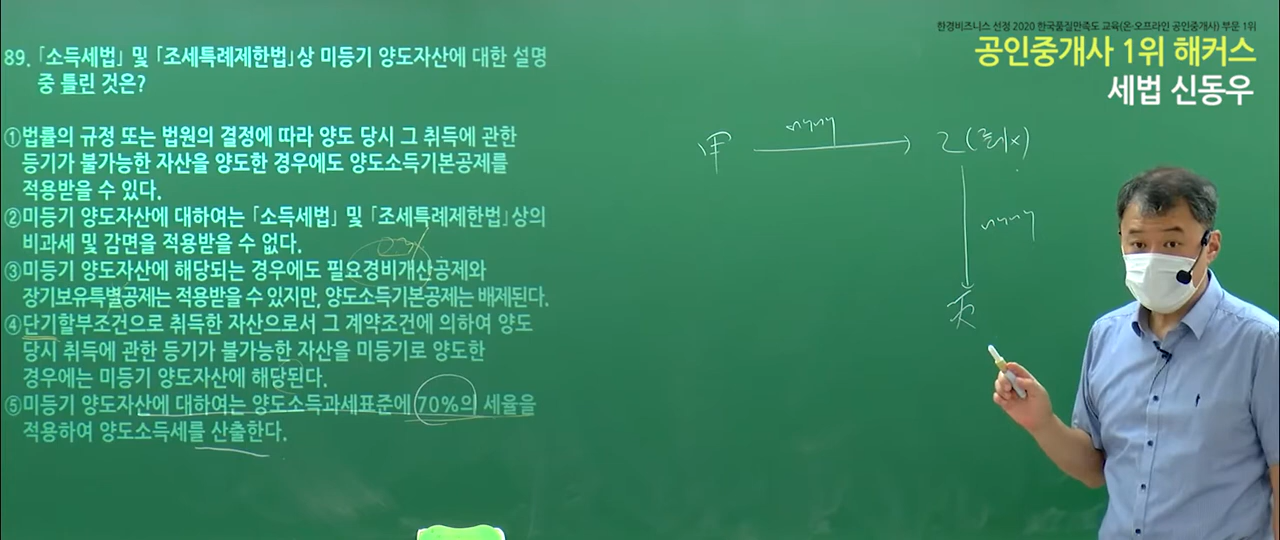 한경비즈니스 선정 2020 한국품질만족도 교육(온·오프라인 공인중개사) 부문 1위
공인중개사 1위 해커스
세법 신동우
89. 「소득세법」 및 「조세특례제한법」상 미등기 양도자산에 대한 설명
중 틀린 것은?
①법률의 규정 또는 법원의 결정에 따라 양도 당시 그 취득에 관한
등기가 불가능한 자산을 양도한 경우에도 양도소득기본공제를
적용받을 수 있다.
②미등기 양도자산에 대하여는 「소득세법」 및 「조세특례제한법」상의
비과세 및 감면을 적용받을 수 없다.
③미등기 양도자산에 해당되는 경우에도 필요경비개산공제와
장기보유특별공제는 적용받을 수 있지만, 양도소득기본공제는 배제된다.
④단기할부조건으로 취득한 자산으로서 그 계약조건에 의하여 양도
당시 취득에 관한 등기가 불가능한 자산을 미등기로 양도한
경우에는 미등기 양도자산에 해당된다.
⑤미등기 양도자산에 대하여는 양도소득과세표준에 70%의 세율을
적용하여 양도소득세를 산출한다.
甲